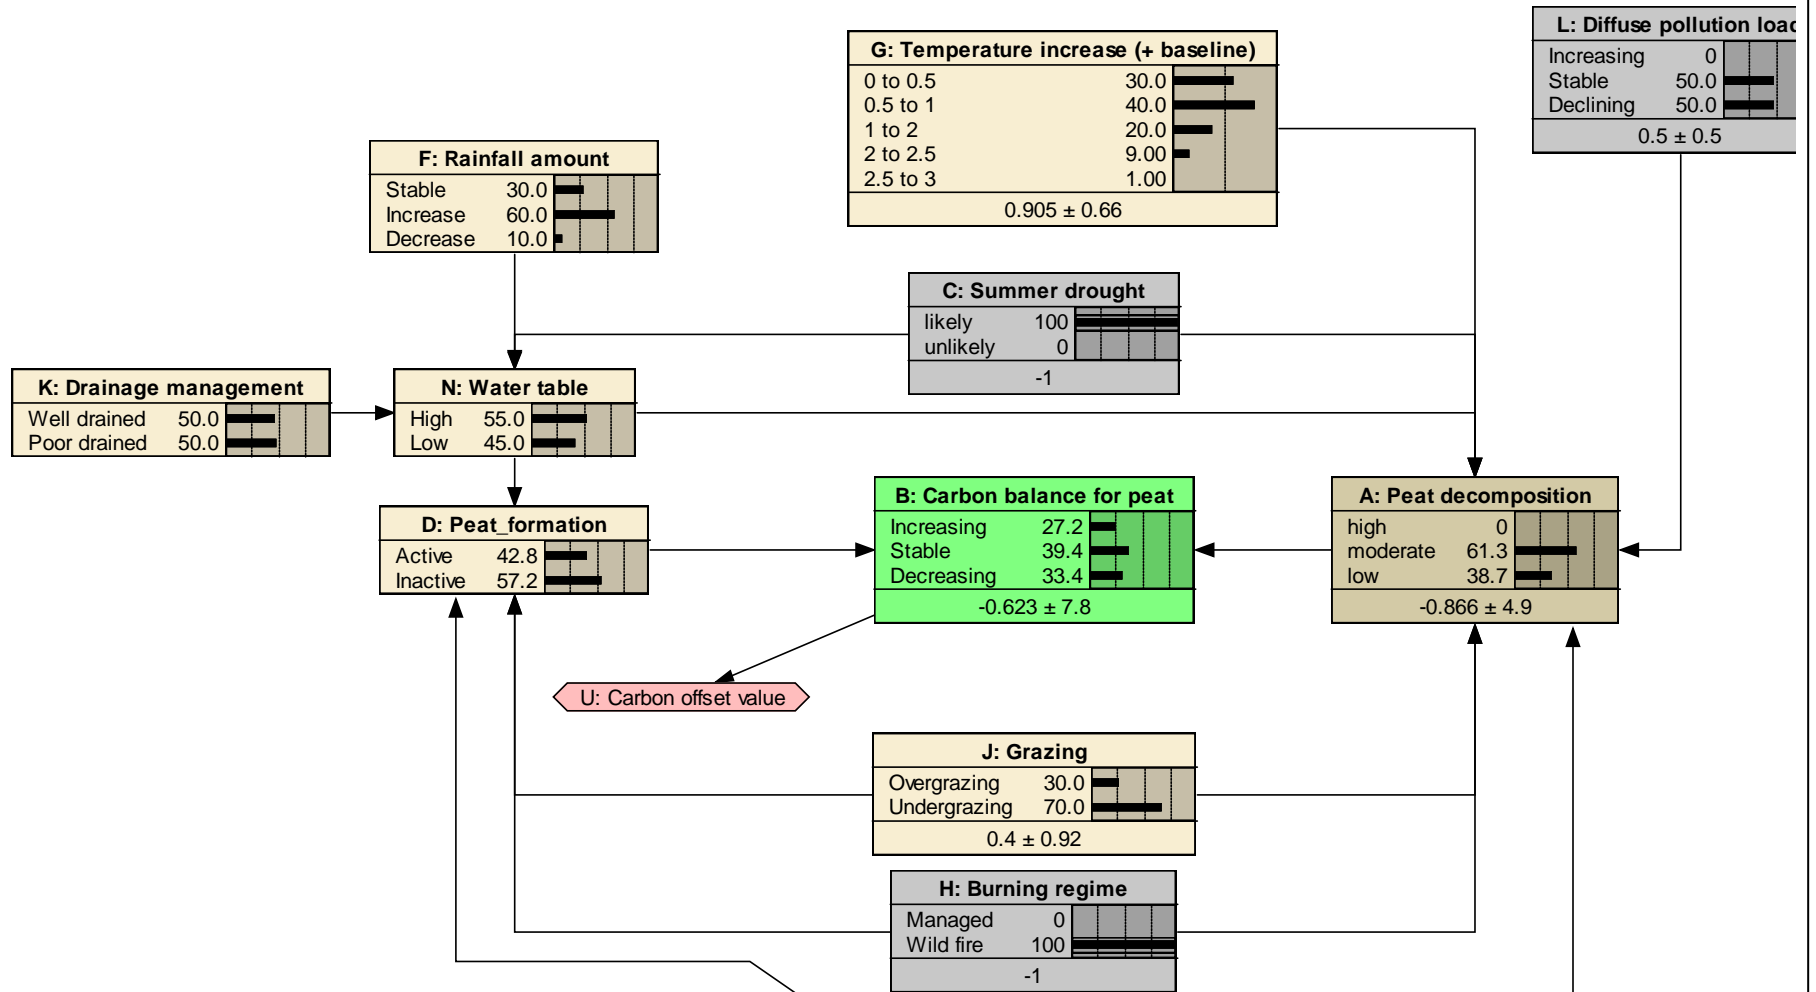 L: Diffuse pollution load
Increasing 0
Stable 50.0
Declining 50.0
0.5 ± 0.5
G: Temperature increase (+ baseline)
0 to 0.5 30.0
0.5 to 1 40.0
1 to 2 20.0
2 to 2.5 9.00
2.5 to 3 1.00
0.905 ± 0.66
F: Rainfall amount
Stable 30.0
Increase 60.0
Decrease 10.0
C: Summer drought
likely 100
unlikely 0
-1
K: Drainage management
Well drained 50.0
Poor drained 50.0
N: Water table
High 55.0
Low 45.0
D: Peat_formation
Active 42.8
Inactive 57.2
B: Carbon balance for peat
Increasing 27.2
Stable 39.4
Decreasing 33.4
-0.623 ± 7.8
A: Peat decomposition
high 0
moderate 61.3
low 38.7
-0.866 ± 4.9
U: Carbon offset value
J: Grazing
Overgrazing 30.0
Undergrazing 70.0
0.4 ± 0.92
H: Burning regime
Managed 0
Wild fire 100
-1